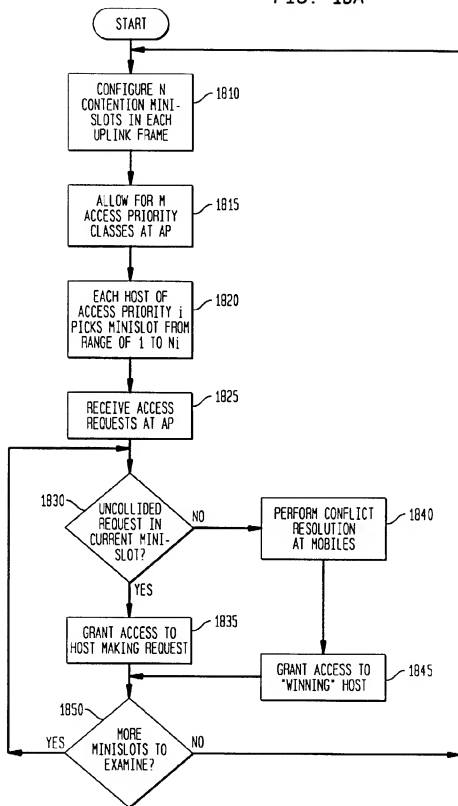 FIG. 18A
START
CONFIGURE N
CONTENTION MINI-
SLOTS IN EACH
UPLINK FRAME
1810
ALLOW FOR M
ACCESS PRIORITY
CLASSES AT AP
1815
EACH HOST OF
ACCESS PRIORITY i
PICKS MINISLOT FROM
RANGE OF 1 TO Ni
1820
RECEIVE ACCESS
REQUESTS AT AP
1825
1830
UNCOLLIDED
REQUEST IN
CURRENT MINI-
SLOT?
NO
YES
PERFORM CONFLICT
RESOLUTION
AT MOBILES
1840
GRANT ACCESS TO
HOST MAKING REQUEST
1835
GRANT ACCESS TO
"WINNING" HOST
1845
1850
MORE
MINISLOTS TO
EXAMINE?
YES
NO